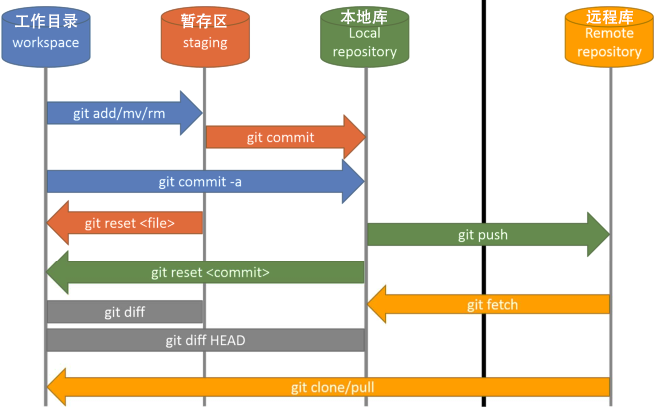 工作目录
workspace
暂存区
staging
本地库
Local
repository
远程库
Remote
repository
git add/mv/rm
git commit
git commit -a
git reset <file>
git push
git reset <commit>
git fetch
git diff
git diff HEAD
git clone/pull